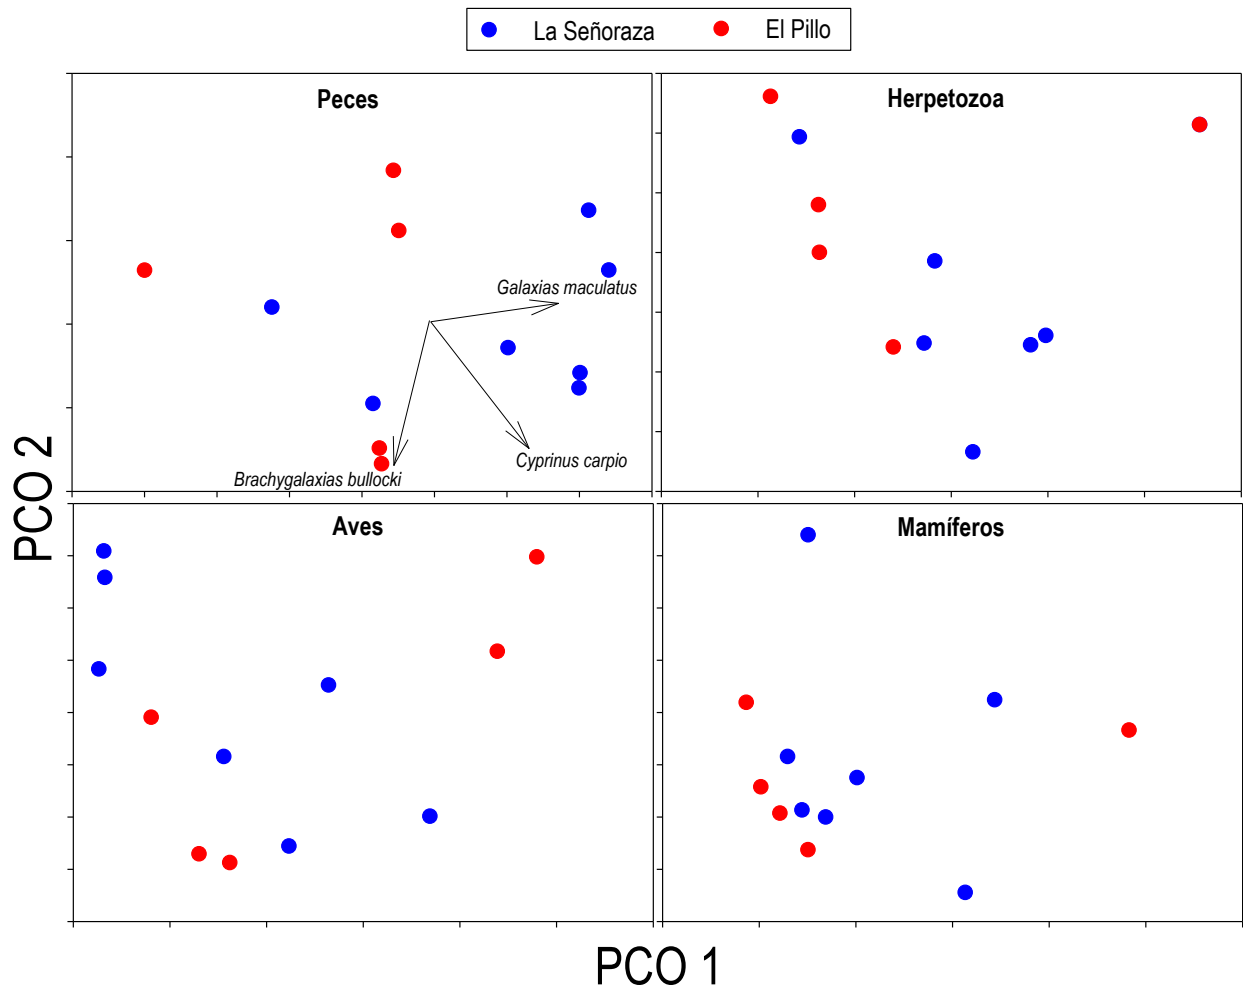 La Señoraza
El Pillo
Peces
Herpetozoa
Galaxias maculatus
Cyprinus carpio
Brachygalaxias bullocki
Aves
Mamíferos
PCO 2
PCO 1